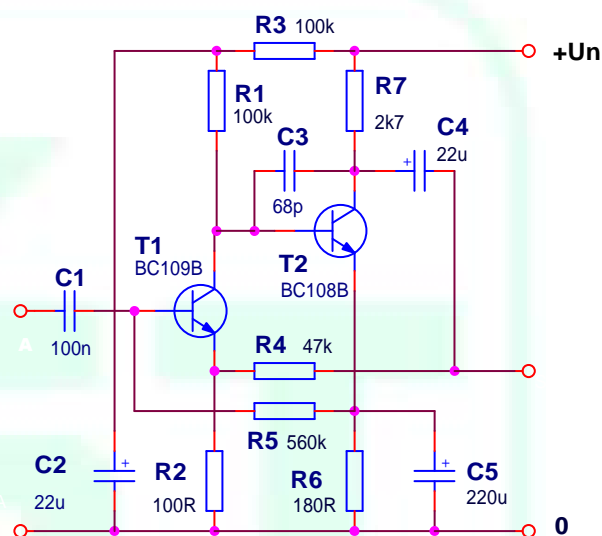 R3 100k
+Un
R1
100k
R7
2k7
C3
68p
C4
+
22u
T1
BC109B
T2
BC108B
C1
100n
A
R4 47k
R5 560k
C2
+
22u
R2
100R
R6
180R
+
C5
220u
0